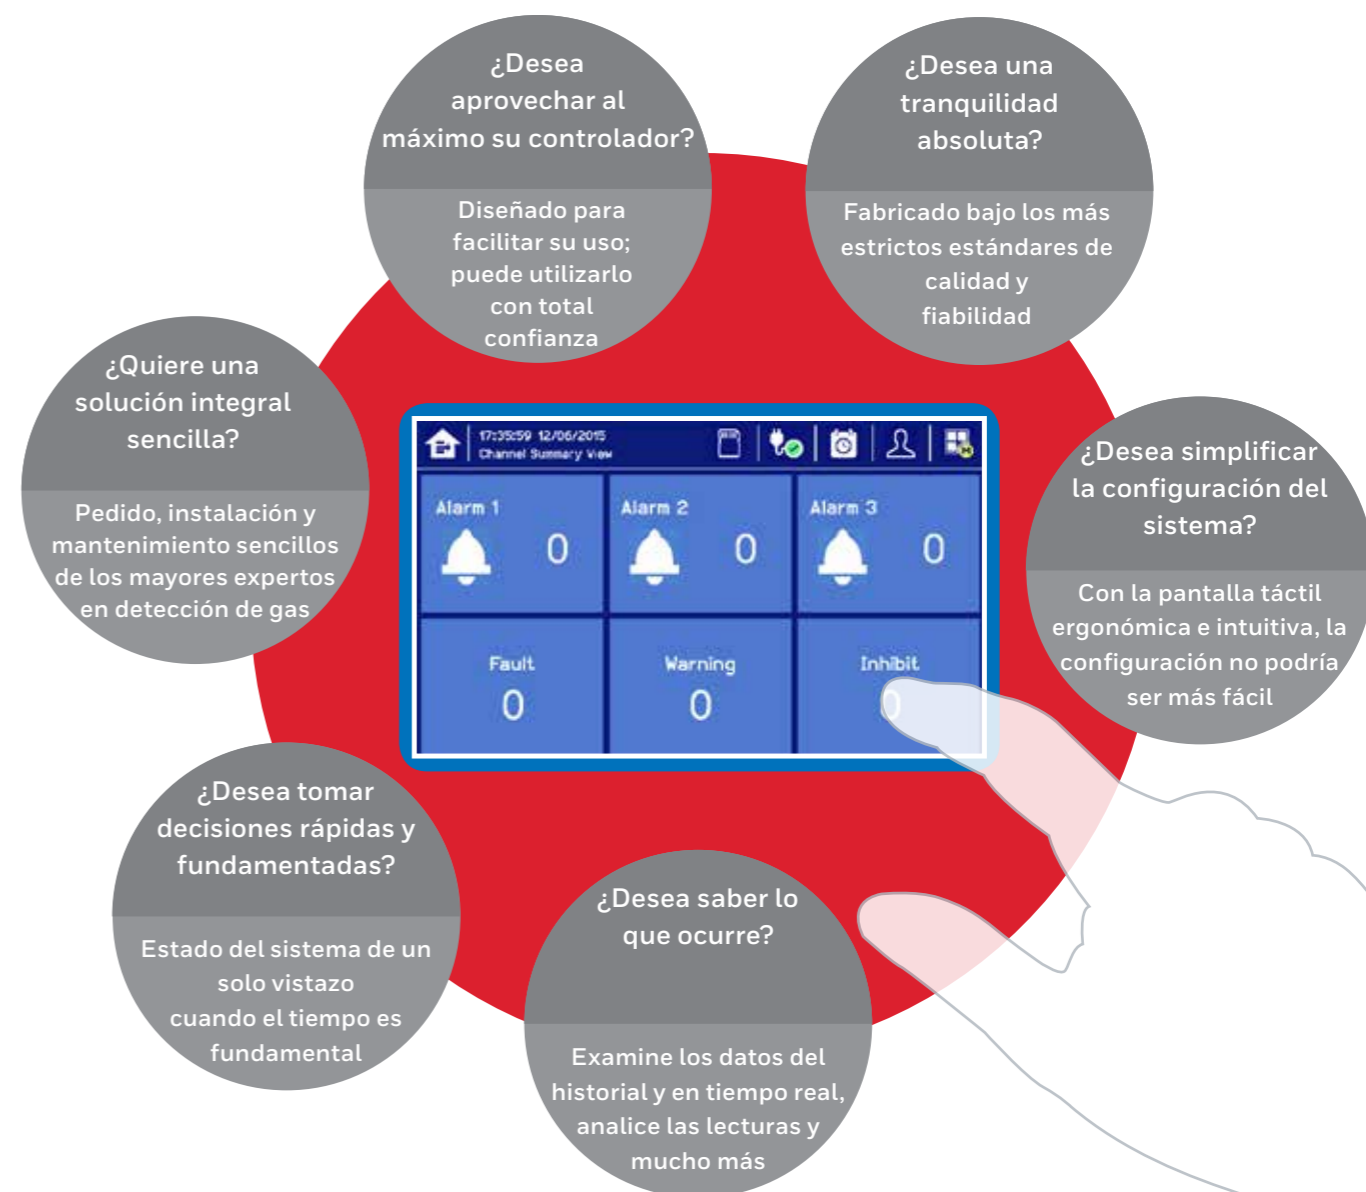 ¿Desea
aprovechar al
máximo su controlador?
Diseñado para
facilitar su uso;
puede utilizarlo
con total
confianza
¿Desea una
tranquilidad
absoluta?
Fabricado bajo los más
estrictos estándares de
calidad y
fiabilidad
¿Quiere una
solución integral
sencilla?
Pedido, instalación y
mantenimiento sencillos
de los mayores expertos
en detección de gas
17:35:59 12/06/2015
Channel Summary View
Alarm 1
0
Alarm 2
0
Alarm 3
0
Fault
0
Warning
0
Inhibit
0
¿Desea simplificar
la configuración del
sistema?
Con la pantalla táctil
ergonómica e intuitiva, la
configuración no podría
ser más fácil
¿Desea tomar
decisiones rápidas y
fundamentadas?
Estado del sistema de un
solo vistazo
cuando el tiempo es
fundamental
¿Desea saber lo
que ocurre?
Examine los datos del
historial y en tiempo real,
analice las lecturas y
mucho más